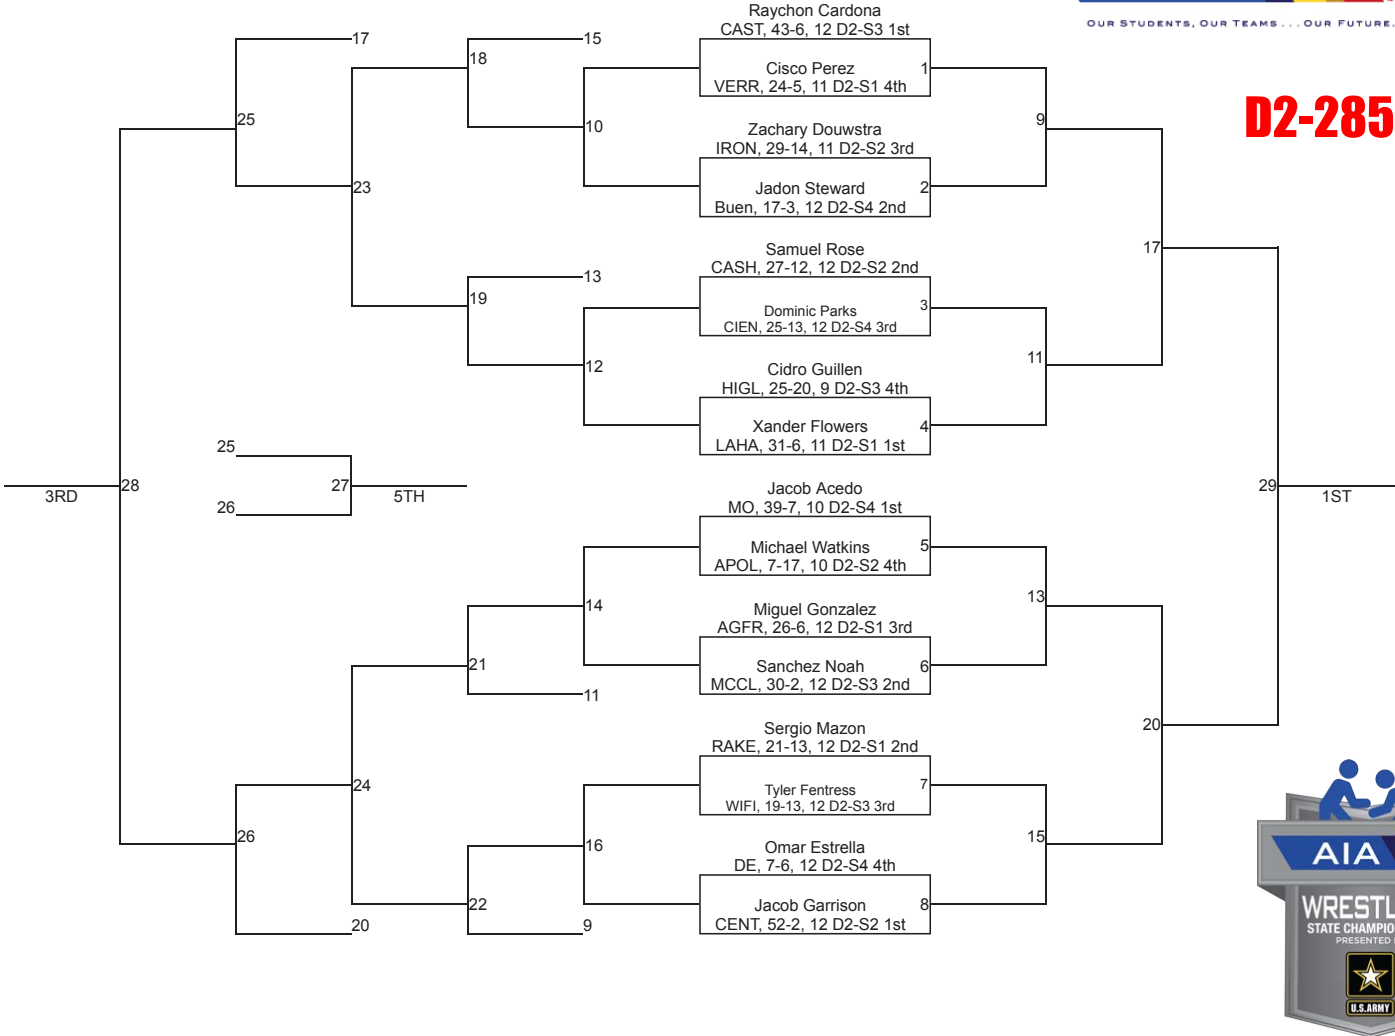 OUR STUDENTS, OUR TEAMS . . . OUR FUTURE.
D2-285
Raychon Cardona
CAST, 43-6, 12 D2-S3 1st
Cisco Perez
VERR, 24-5, 11 D2-S1 4th
1
Zachary Douwstra
IRON, 29-14, 11 D2-S2 3rd
Jadon Steward
Buen, 17-3, 12 D2-S4 2nd
2
Samuel Rose
CASH, 27-12, 12 D2-S2 2nd
Dominic Parks
CIEN, 25-13, 12 D2-S4 3rd
3
Cidro Guillen
HIGL, 25-20, 9 D2-S3 4th
Xander Flowers
LAHA, 31-6, 11 D2-S1 1st
4
Jacob Acedo
MO, 39-7, 10 D2-S4 1st
Michael Watkins
APOL, 7-17, 10 D2-S2 4th
5
Miguel Gonzalez
AGFR, 26-6, 12 D2-S1 3rd
Sanchez Noah
MCCL, 30-2, 12 D2-S3 2nd
6
Sergio Mazon
RAKE, 21-13, 12 D2-S1 2nd
Tyler Fentress
WIFI, 19-13, 12 D2-S3 3rd
7
Omar Estrella
DE, 7-6, 12 D2-S4 4th
Jacob Garrison
CENT, 52-2, 12 D2-S2 1st
8
9
11
13
15
17
20
29
1ST
15
10
13
12
14
11
16
9
18
19
21
22
17
23
24
20
25
26
25
26
27
5TH
28
3RD
AIA
WRESTL
STATE CHAMPIO
PRESENTED
U.S.ARMY